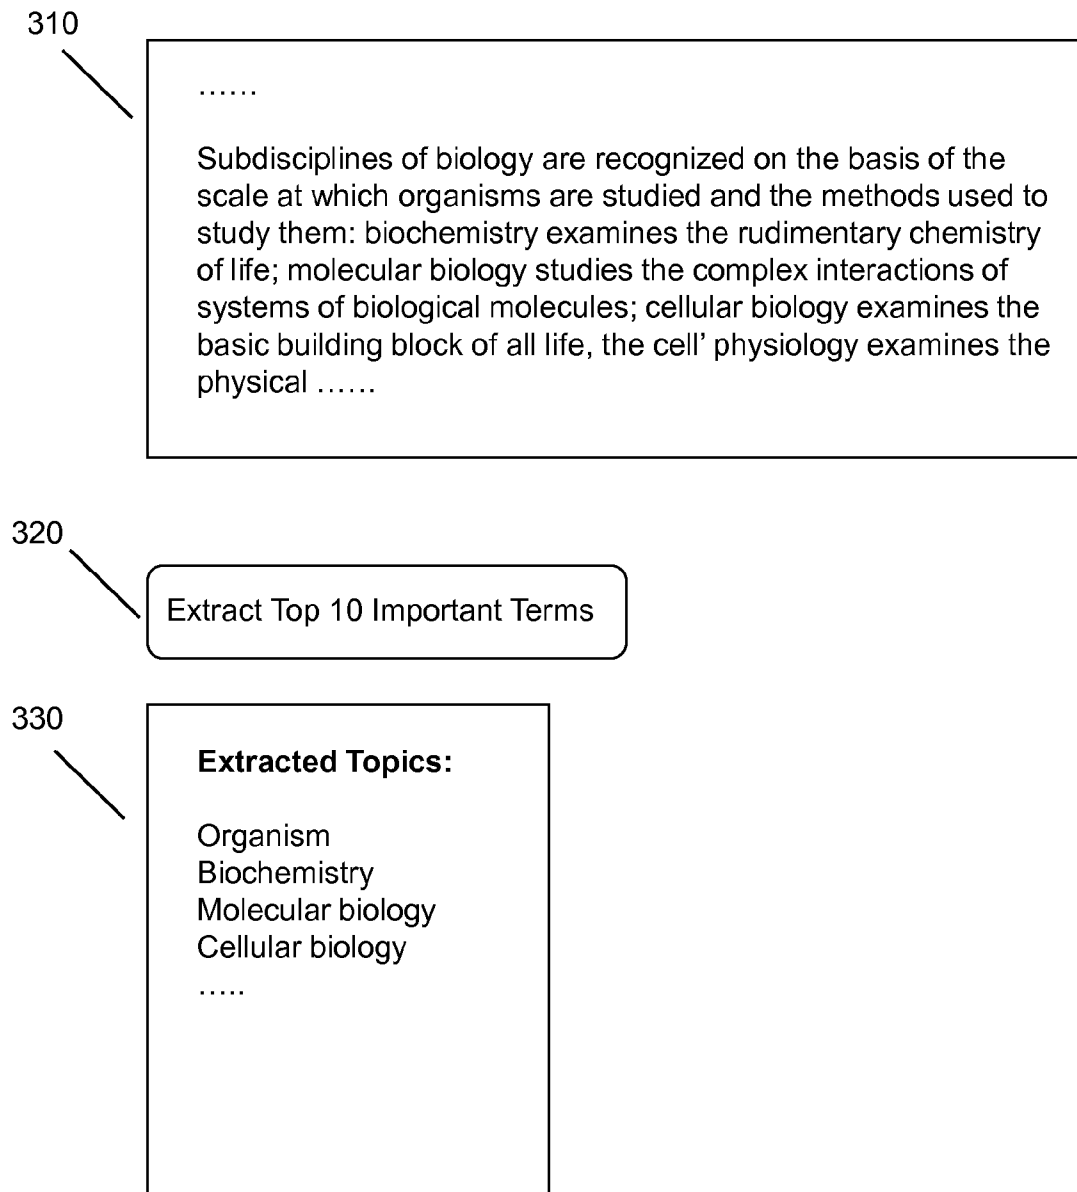 310
......
Subdisciplines of biology are recognized on the basis of the
scale at which organisms are studied and the methods used to
study them: biochemistry examines the rudimentary chemistry
of life; molecular biology studies the complex interactions of
systems of biological molecules; cellular biology examines the
basic building block of all life, the cell’ physiology examines the
physical ......
320
Extract Top 10 Important Terms
330
Extracted Topics:
Organism
Biochemistry
Molecular biology
Cellular biology
.....